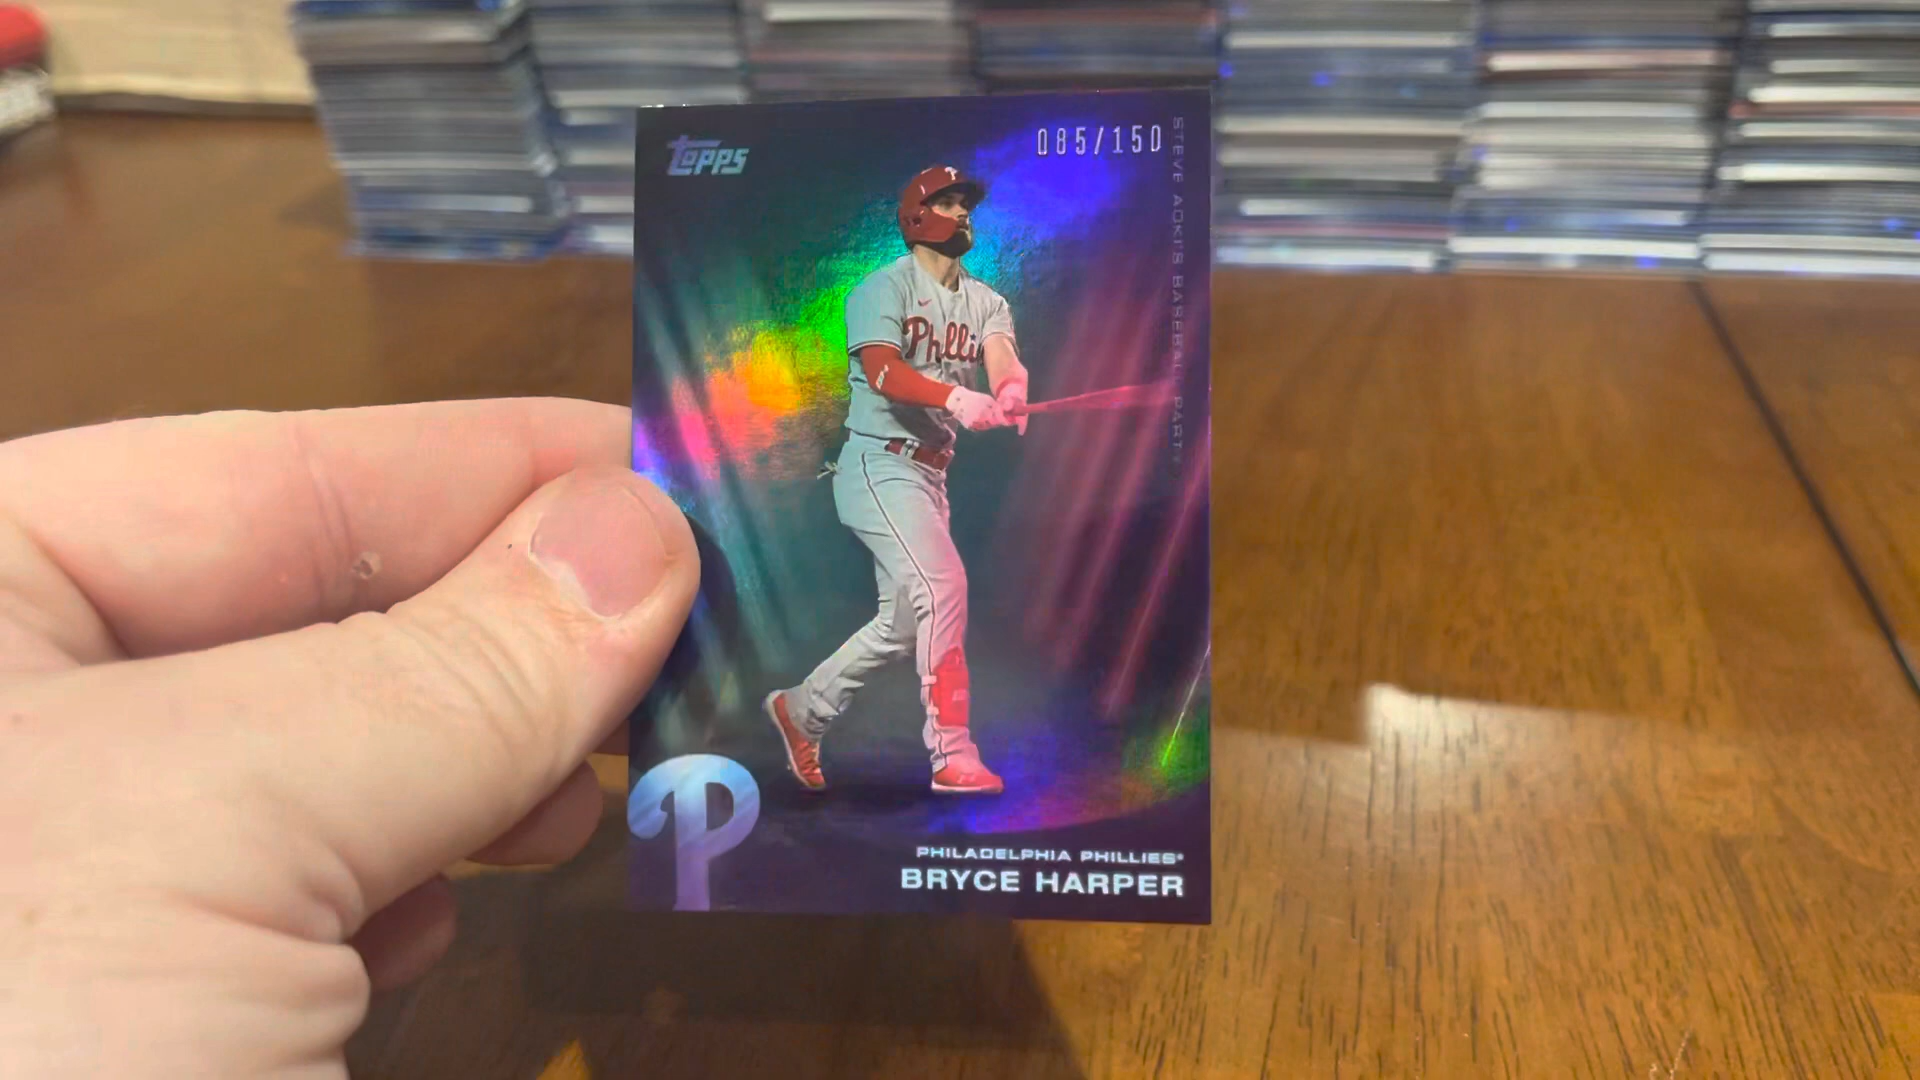 TOPPS
085/150
STEVE AOKI'S BASEBALL PARTY
P
Phillies
PHILADELPHIA PHILLIES®
BRYCE HARPER
P